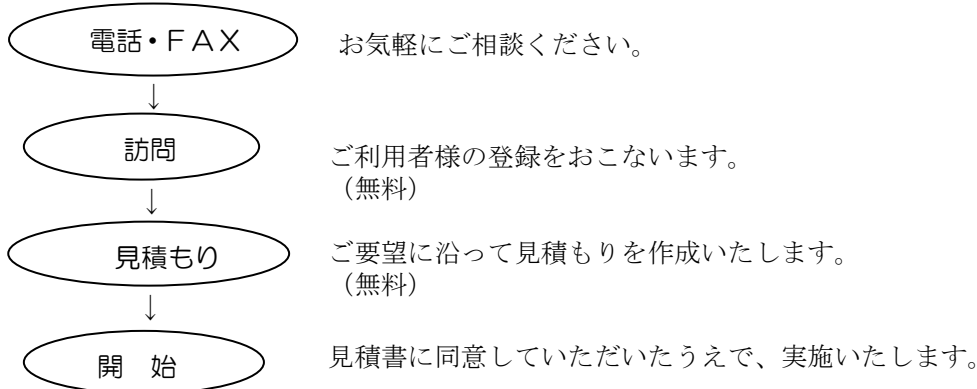 電話・ＦＡＸ
お気軽にご相談ください。
↓
訪問
ご利用者様の登録をおこないます。
（無料）
↓
見積もり
ご要望に沿って見積もりを作成いたします。
（無料）
↓
開　始
見積書に同意していただいたうえで、実施いたします。